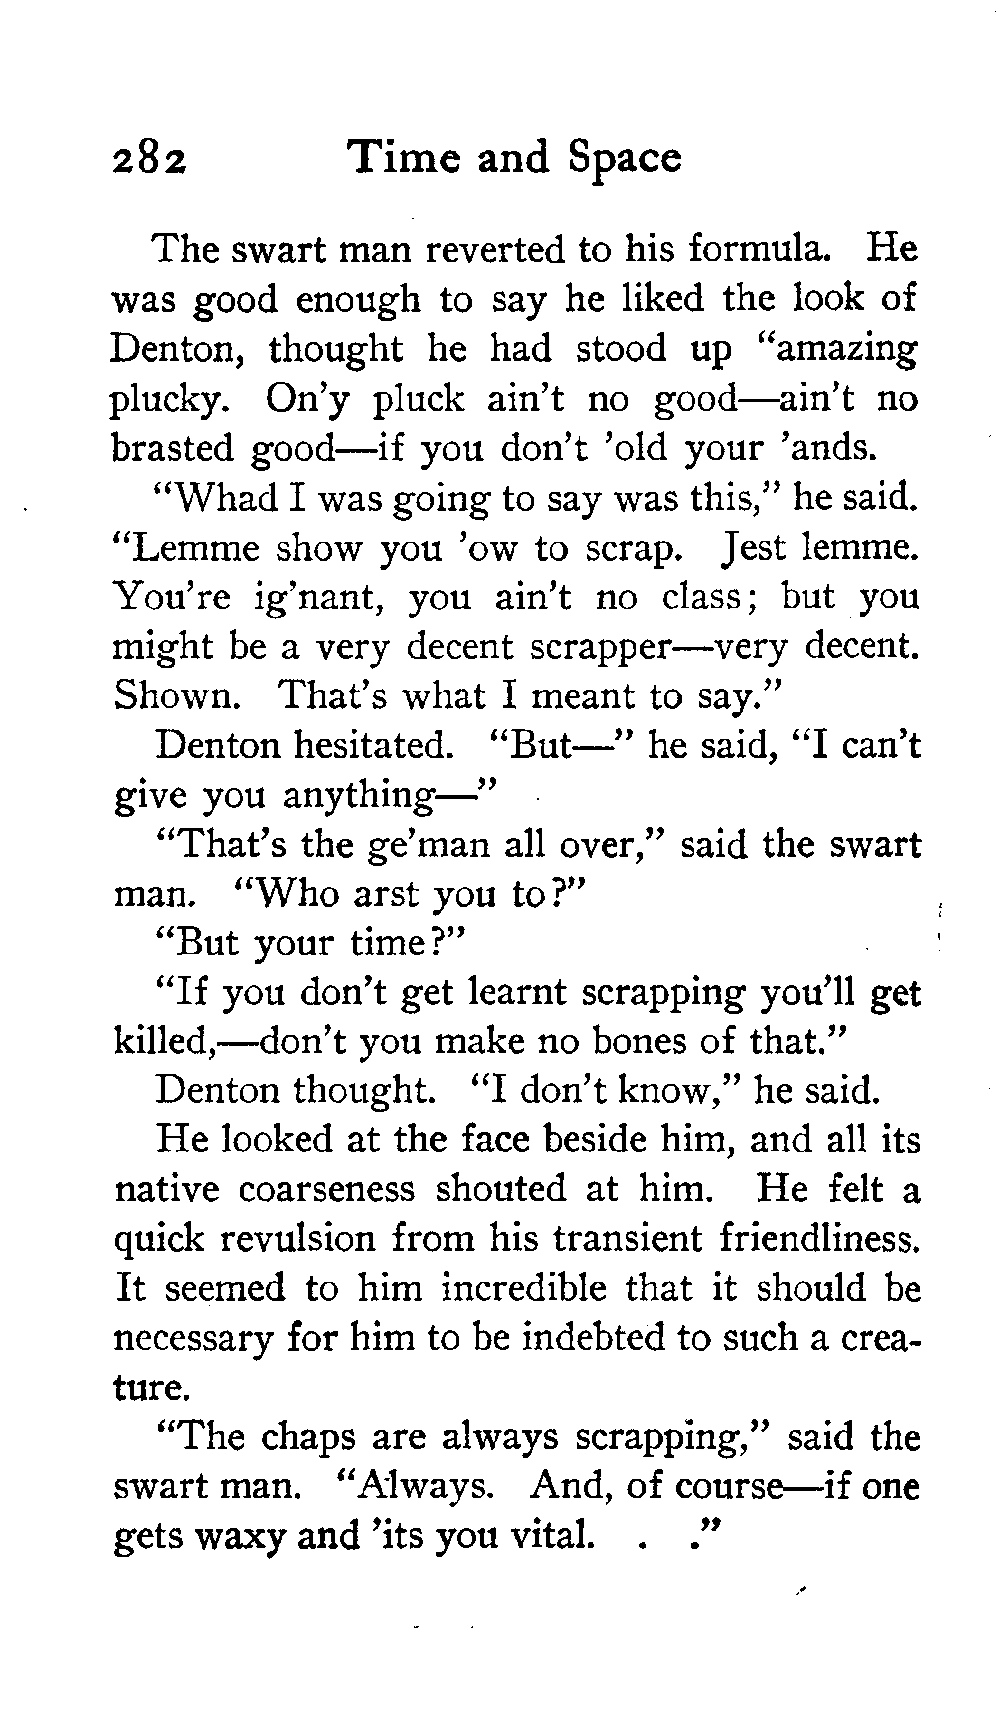 282 Time and Space
The swart man reverted to his formula. He
was good enough to say he liked the look of
Denton, thought he had stood up “amazing
plucky. On’y pluck ain’t no good—ain’t no
brasted good—if you don’t ’old your ’ands.
“Whad I was going to say was this,” he said.
“Lemme show you ’ow to scrap. Jest lemme.
You’re ig’nant, you ain’t no class; but you
might be a very decent scrapper—very decent.
Shown. That’s what I meant to say.”
Denton hesitated. “But—” he said, “I can’t
give you anything—”
“That’s the ge’man all over,” said the swart
man. “Who arst you to?”
“But your time?”
“If you don’t get learnt scrapping you’ll get
killed,—don’t you make no bones of that.”
Denton thought. “I don’t know,” he said.
He looked at the face beside him, and all its
native coarseness shouted at him. He felt a
quick revulsion from his transient friendliness.
It seemed to him incredible that it should be
necessary for him to be indebted to such a crea-
ture.
“The chaps are always scrapping,” said the
swart man. “Always. And, of course—if one
gets waxy and ’its you vital. . .”